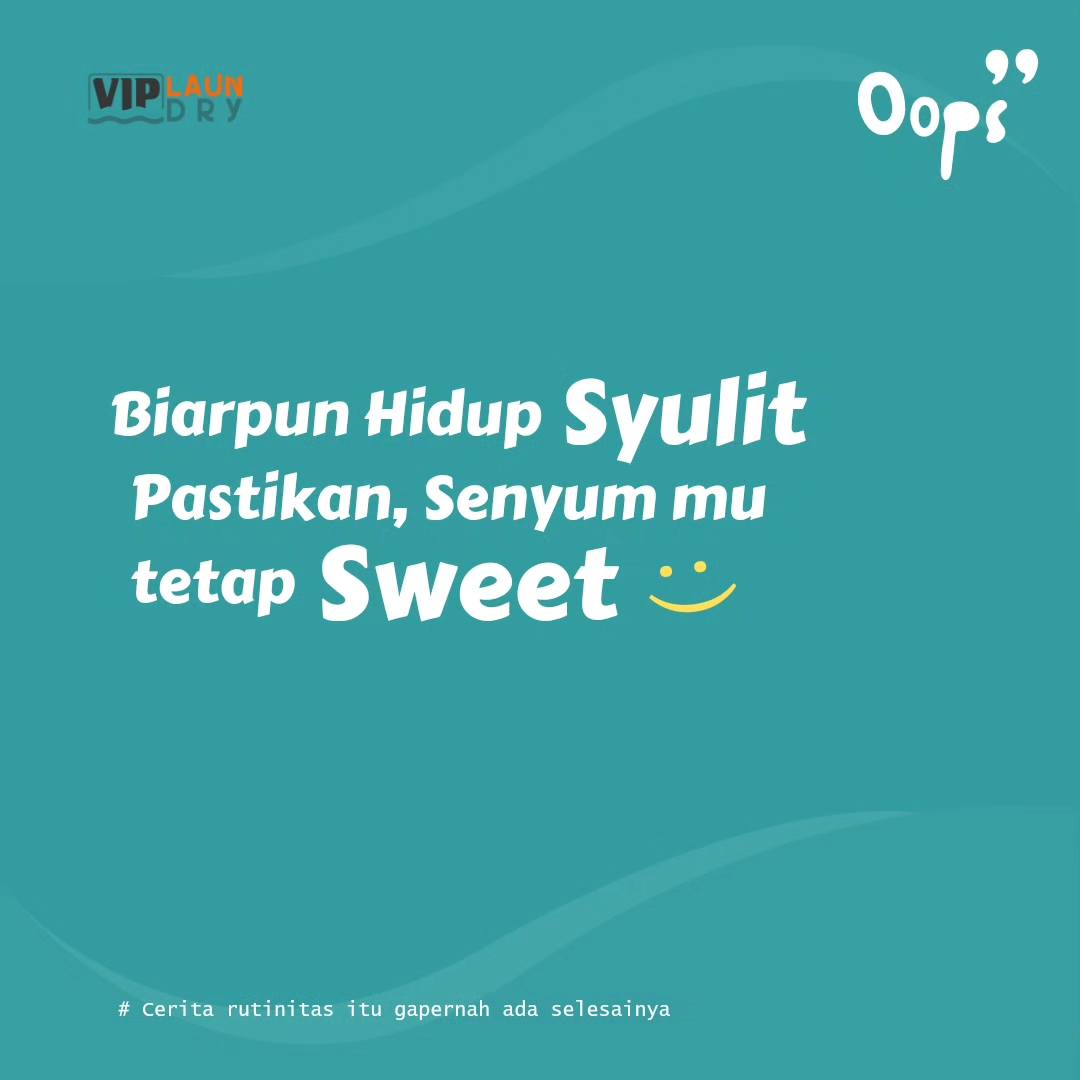 VIP LAUN
DRY
Oops”
Biarpun Hidup Syulit
Pastikan, Senyum mu
tetap Sweet
# Cerita rutinitas itu gapernah ada selesainya